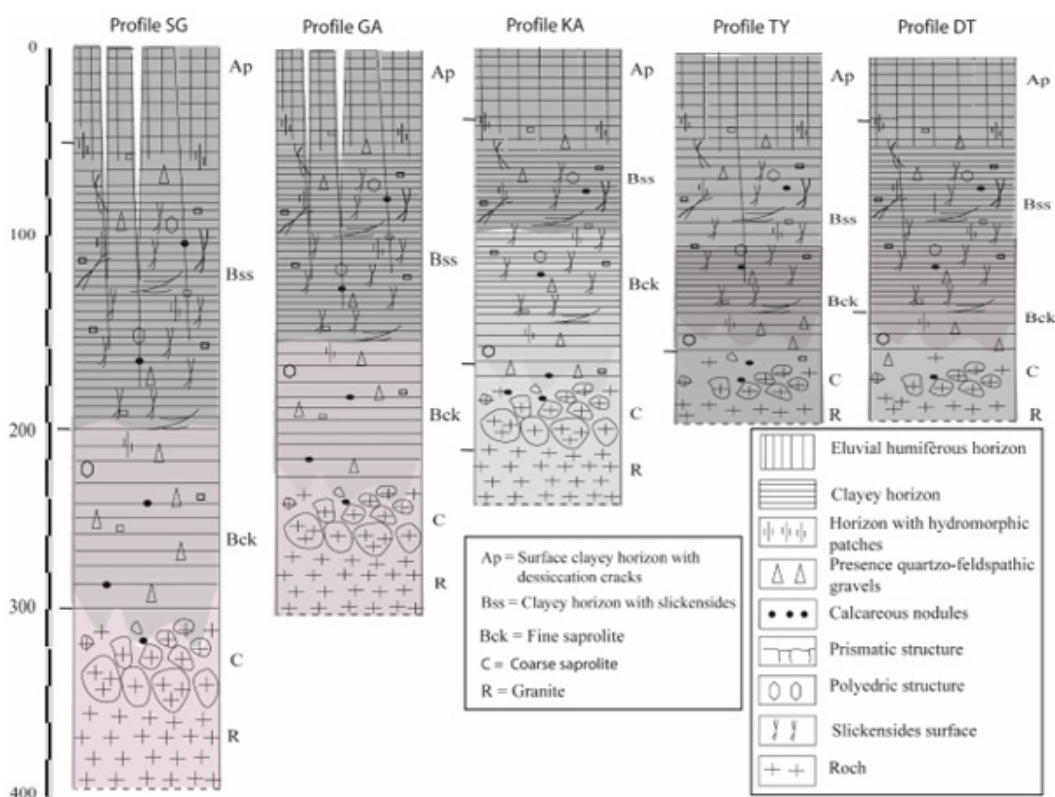 Profile SG
Profile GA
Profile KA
Profile TY
Profile DT
0
100
200
300
400
Ap
Bss
Bck
C
R
Ap
Bss
Bck
C
R
Ap
Bss
Bck
C
R
Ap
Bss
Bck
C
R
Ap
Bss
Bck
C
R
Ap = Surface clayey horizon with
dessiccation cracks
Bss = Clayey horizon with slickensides
Bck = Fine saprolite
C = Coarse saprolite
R = Granite
Eluvial humiférous horizon
Clayey horizon
Horizon with hydromorphic
patches
Presence quartzo-feldspathic
gravels
Calcareous nodules
Prismatic structure
Polyedric structure
Slickensides surface
Roch